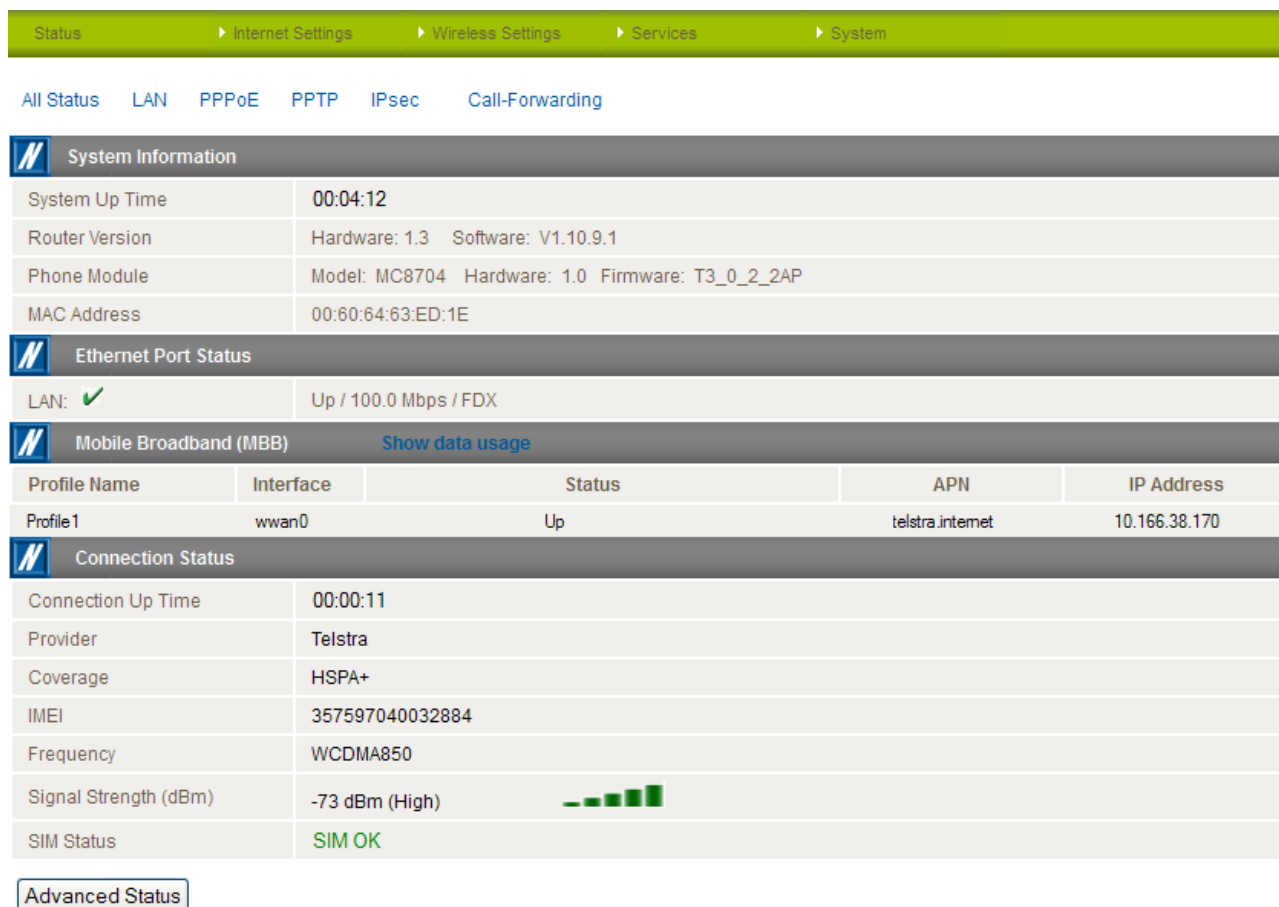 Status Internet Settings Wireless Settings Services System
All Status LAN PPPoE PPTP IPsec Call-Forwarding
System Information
System Up Time 00:04:12
Router Version Hardware: 1.3 Software: V1.10.9.1
Phone Module Model: MC8704 Hardware: 1.0 Firmware: T3_0_2_2AP
MAC Address 00:60:64:63:ED:1E
Ethernet Port Status
LAN: Up / 100.0 Mbps / FDX
Mobile Broadband (MBB) Show data usage
Profile Name Interface Status APN IP Address
Profile1 wwan0 Up telstra.internet 10.166.38.170
Connection Status
Connection Up Time 00:00:11
Provider Telstra
Coverage HSPA+
IMEI 357597040032884
Frequency WCDMA850
Signal Strength (dBm) -73 dBm (High)
SIM Status SIM OK
Advanced Status